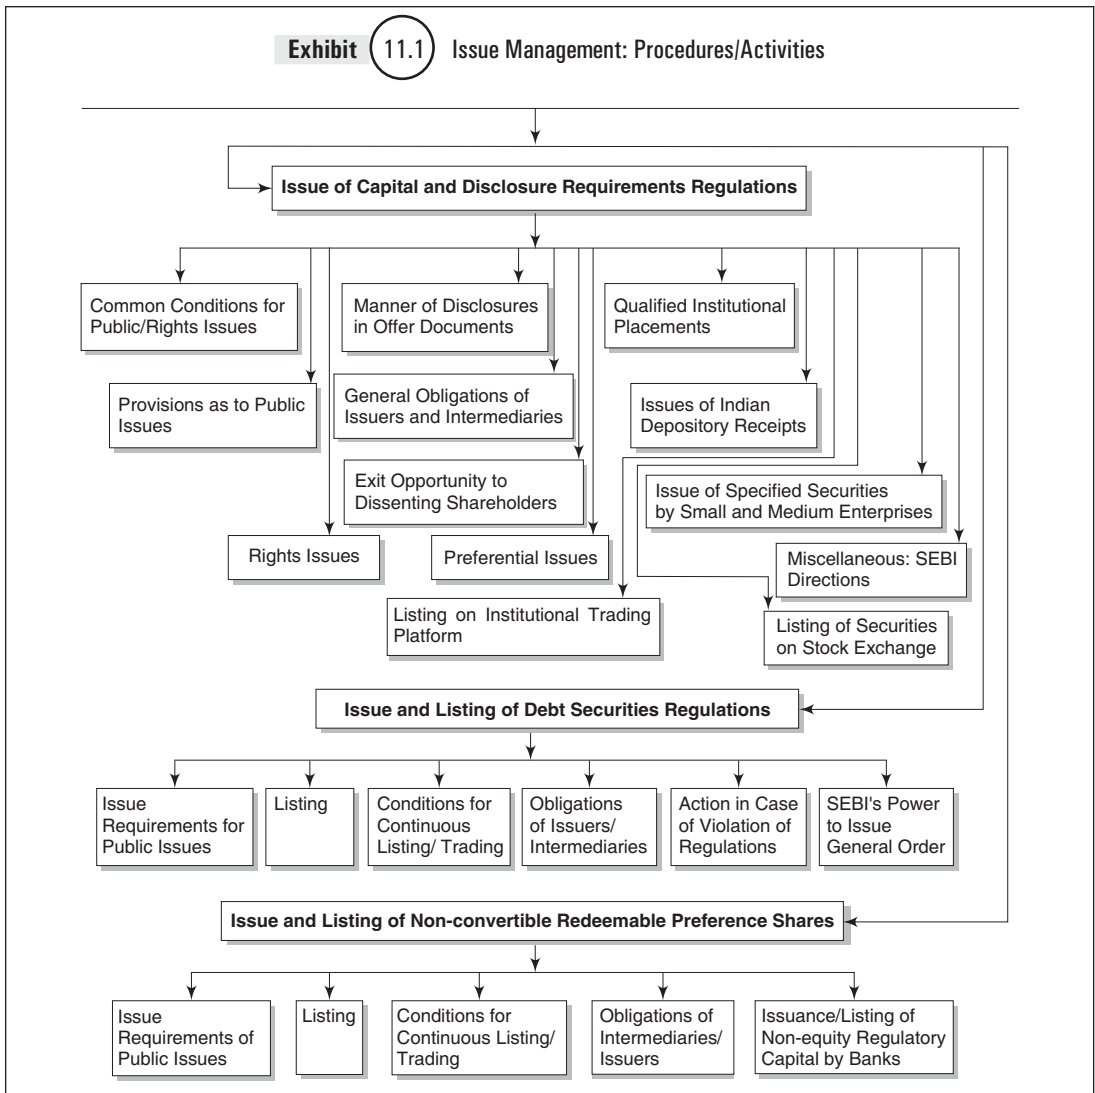 Exhibit 11.1 Issue Management: Procedures/Activities
Issue of Capital and Disclosure Requirements Regulations
Common Conditions for
Public/Rights Issues
Manner of Disclosures
in Offer Documents
Qualified Institutional
Placements
Provisions as to Public
Issues
General Obligations of
Issuers and Intermediaries
Issues of Indian
Depository Receipts
Exit Opportunity to
Dissenting Shareholders
Issue of Specified Securities
by Small and Medium Enterprises
Rights Issues
Preferential Issues
Miscellaneous: SEBI
Directions
Listing on Institutional Trading
Platform
Listing of Securities
on Stock Exchange
Issue and Listing of Debt Securities Regulations
Issue
Requirements for
Public Issues
Listing
Conditions for
Continuous
Listing/ Trading
Obligations
of Issuers/
Intermediaries
Action in Case
of Violation of
Regulations
SEBI's Power
to Issue
General Order
Issue and Listing of Non-convertible Redeemable Preference Shares
Issue
Requirements of
Public Issues
Listing
Conditions for
Continuous Listing/
Trading
Obligations of
Intermediaries/
Issuers
Issuance/Listing of
Non-equity Regulatory
Capital by Banks